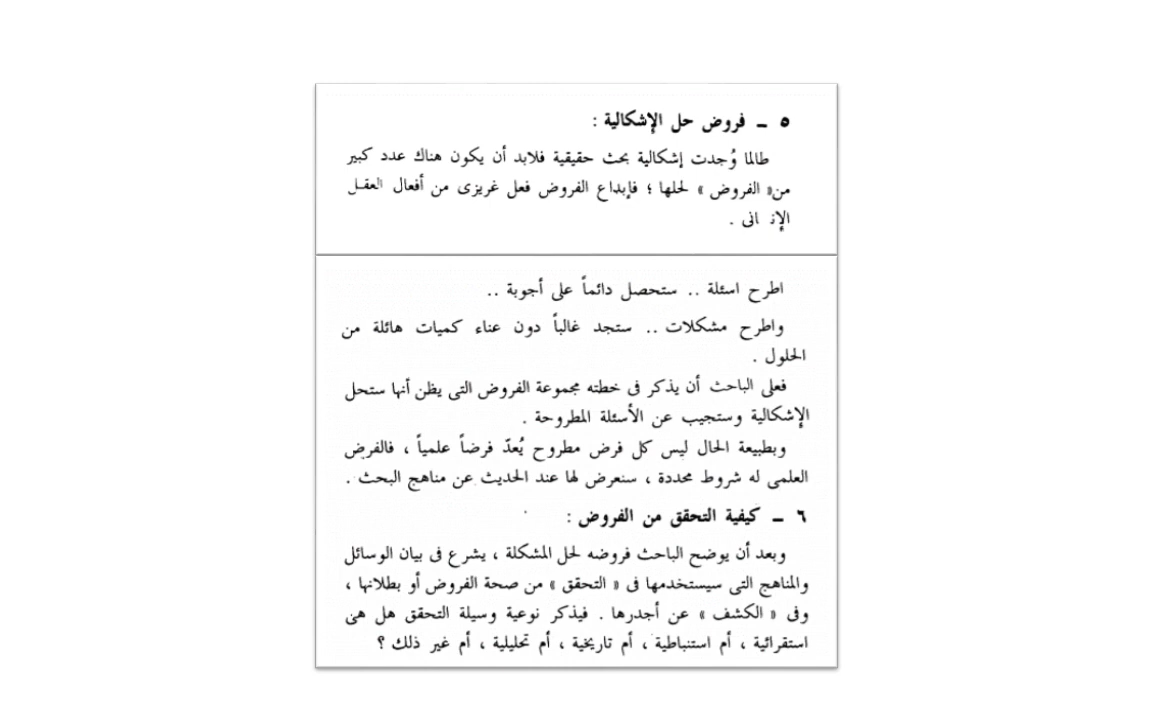 ٥ ــ فروض حل الإشكالية :
طالما وُجدت إشكالية بحث حقيقية فلابد أن يكون هناك عدد كبير
من« الفروض » لحلها ؛ فإبداع الفروض فعل غريزى من أفعال العقل
.
اطرح اسئلة .. ستحصل دائماً على أجوبة ..
واطرح مشكلات .. ستجد غالباً دون عناء كميات هائلة من
الحلول .
فعلى الباحث أن يذكر فى خطته مجموعة الفروض التى يظن أنها ستحل
الإشكالية وستجيب عن الأسئلة المطروحة .
وبطبيعة الحال ليس كل فرض مطروح يُعدّ فرضاً علمياً ، فالفرض
العلمى له شروط محددة ، سنعرض لها عند الحديث عن مناهج البحث .
٦ ــ كيفية التحقق من الفروض :
وبعد أن يوضح الباحث فروضه لحل المشكلة ، يشرع فى بيان الوسائل
والمناهج التى سيستخدمها فى « التحقق » من صحة الفروض أو بطلانها ،
وفى « الكشف » عن أجدرها . فيذكر نوعية وسيلة التحقق هل هى
استقرائية ، أم استنباطية ، أم تاريخية ، أم تحليلية ، أم غير ذلك ؟